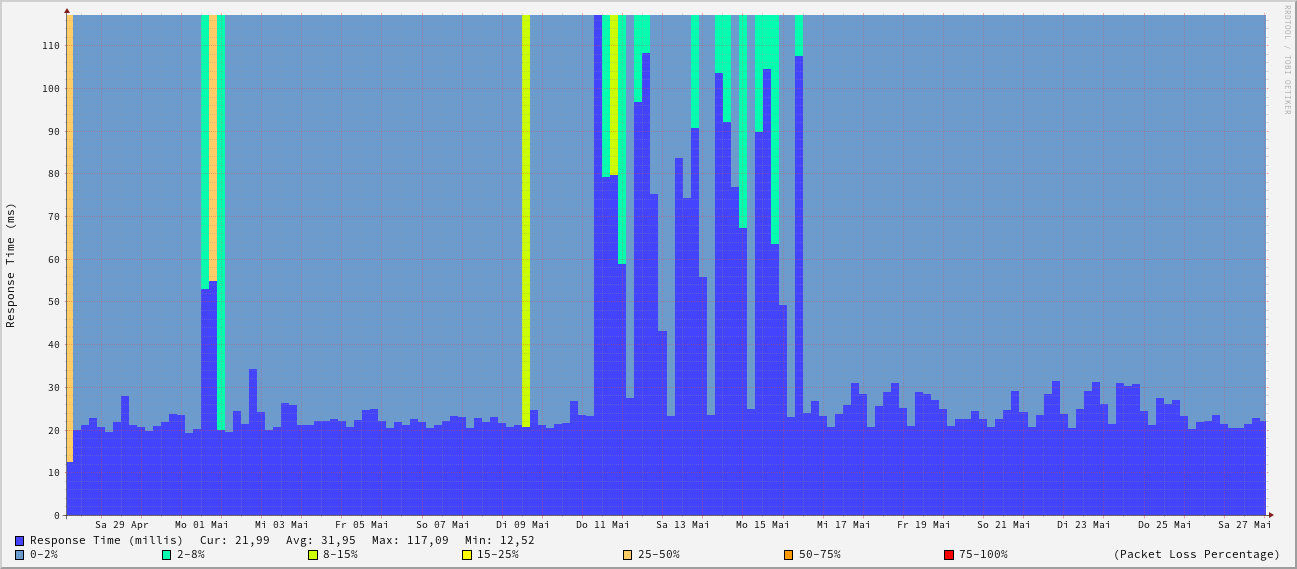 RRDTOOL / TOBI OETIKER
Response Time (ms)
110
100
90
80
70
60
50
40
30
20
10
0
Sa 29 Apr Mo 01 Mai Mi 03 Mai Fr 05 Mai So 07 Mai Di 09 Mai Do 11 Mai Sa 13 Mai Mo 15 Mai Mi 17 Mai Fr 19 Mai So 21 Mai Di 23 Mai Do 25 Mai Sa 27 Mai
Response Time (millis) Cur: 21,99 Avg: 31,95 Max: 117,09 Min: 12,52
0-2% 2-8% 8-15% 15-25% 25-50% 50-75% 75-100% (Packet Loss Percentage)